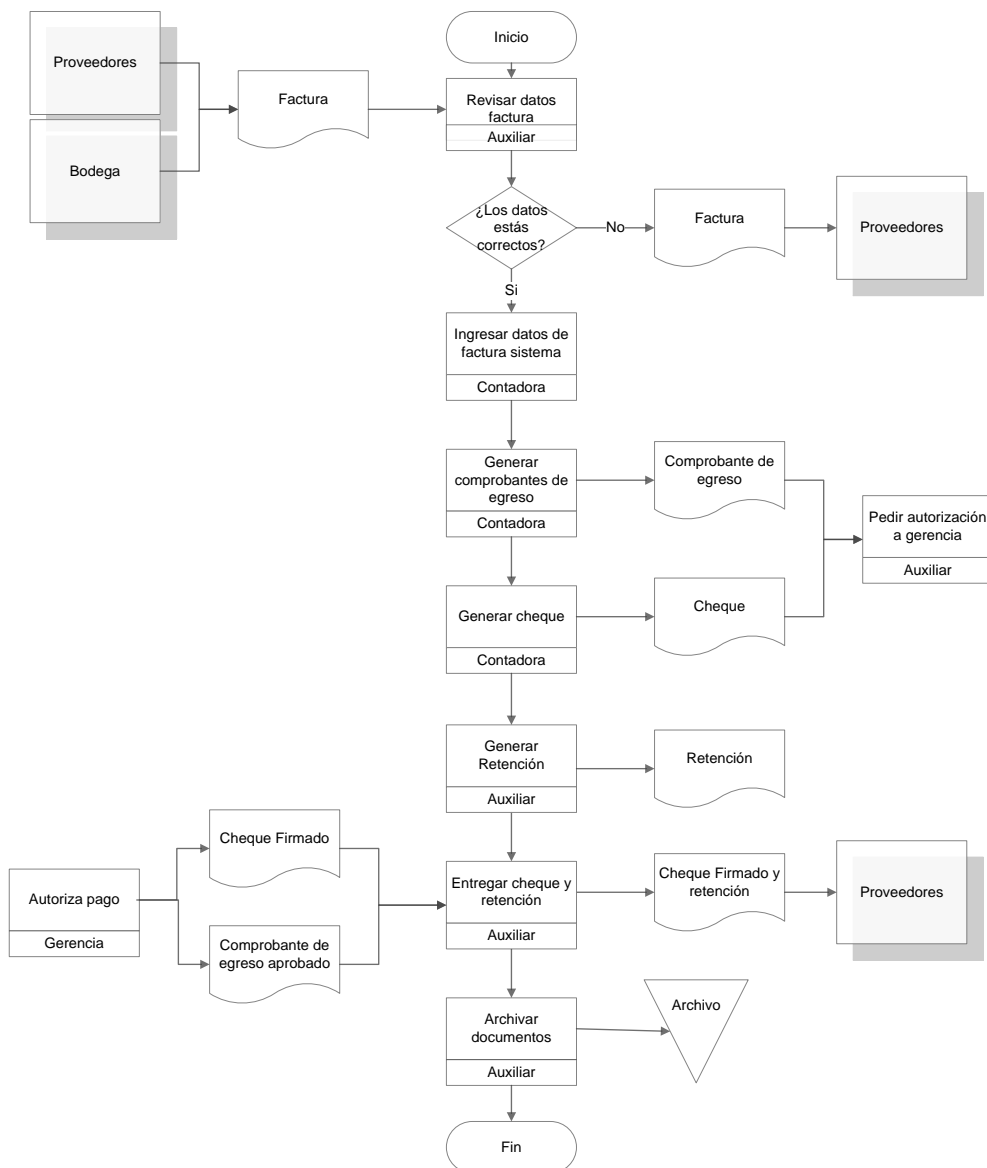 Inicio
Proveedores
Factura
Revisar datos
factura
Auxiliar
Bodega
¿Los datos
estás
correctos?
No
Factura
Proveedores
Si
Ingresar datos de
factura sistema
Contadora
Generar
comprobantes de
egreso
Contadora
Comprobante de
egreso
Pedir autorización
a gerencia
Auxiliar
Generar cheque
Contadora
Cheque
Generar
Retención
Auxiliar
Retención
Autoriza pago
Gerencia
Cheque Firmado
Comprobante de
egreso aprobado
Entregar cheque y
retención
Auxiliar
Cheque Firmado y
retención
Proveedores
Archivar
documentos
Auxiliar
Archivo
Fin